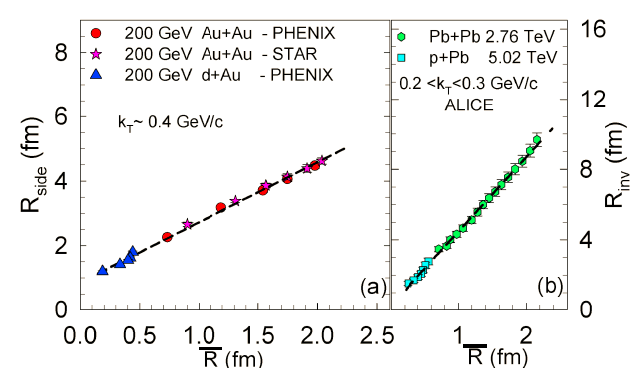 200 GeV Au+Au - PHENIX
200 GeV Au+Au - STAR
200 GeV d+Au - PHENIX
k_T~ 0.4 GeV/c
R_side (fm)
8
6
4
2
0
(a)
0.0 0.5 1.0 1.5 2.0 2.5
R̅ (fm)
Pb+Pb 2.76 TeV
p+Pb 5.02 TeV
0.2 <k_T<0.3 GeV/c
ALICE
16
12
8
4
0
R_inv (fm)
(b)
1 2
R̅ (fm)